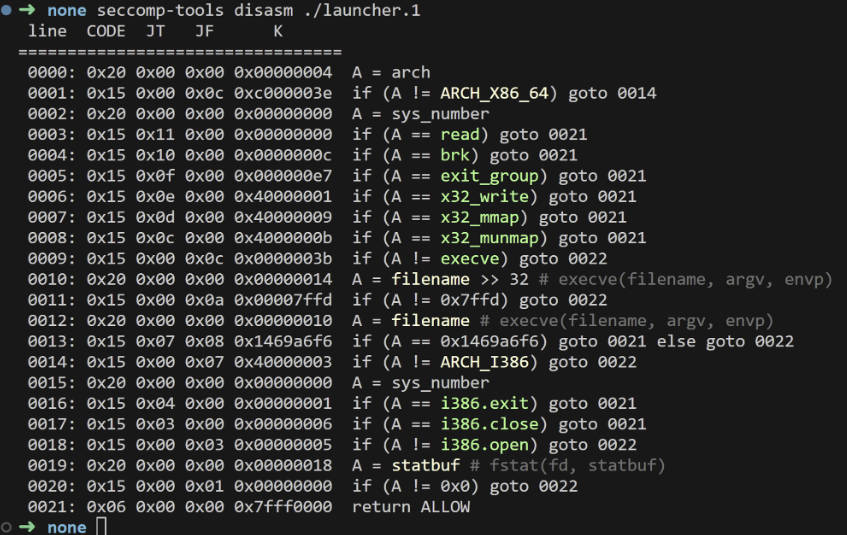 → none seccomp-tools disasm ./launcher.1
line CODE JT JF K
=================================
0000: 0x20 0x00 0x00 0x00000004 A = arch
0001: 0x15 0x00 0x0c 0xc000003e if (A != ARCH_X86_64) goto 0014
0002: 0x20 0x00 0x00 0x00000000 A = sys_number
0003: 0x15 0x11 0x00 0x00000000 if (A == read) goto 0021
0004: 0x15 0x10 0x00 0x0000000c if (A == brk) goto 0021
0005: 0x15 0x0f 0x00 0x000000e7 if (A == exit_group) goto 0021
0006: 0x15 0x0e 0x00 0x40000001 if (A == x32_write) goto 0021
0007: 0x15 0x0d 0x00 0x40000009 if (A == x32_mmap) goto 0021
0008: 0x15 0x0c 0x00 0x4000000b if (A == x32_munmap) goto 0021
0009: 0x15 0x00 0x0c 0x0000003b if (A != execve) goto 0022
0010: 0x20 0x00 0x00 0x00000014 A = filename >> 32 # execve(filename, argv, envp)
0011: 0x15 0x00 0x0a 0x00007ffd if (A != 0x7ffd) goto 0022
0012: 0x20 0x00 0x00 0x00000010 A = filename # execve(filename, argv, envp)
0013: 0x15 0x07 0x08 0x1469a6f6 if (A == 0x1469a6f6) goto 0021 else goto 0022
0014: 0x15 0x00 0x07 0x40000003 if (A != ARCH_I386) goto 0022
0015: 0x20 0x00 0x00 0x00000000 A = sys_number
0016: 0x15 0x04 0x00 0x00000001 if (A == i386.exit) goto 0021
0017: 0x15 0x03 0x00 0x00000006 if (A == i386.close) goto 0021
0018: 0x15 0x00 0x03 0x00000005 if (A != i386.open) goto 0022
0019: 0x20 0x00 0x00 0x00000018 A = statbuf # fstat(fd, statbuf)
0020: 0x15 0x00 0x01 0x00000000 if (A != 0x0) goto 0022
0021: 0x06 0x00 0x00 0x7fff0000 return ALLOW
→ none